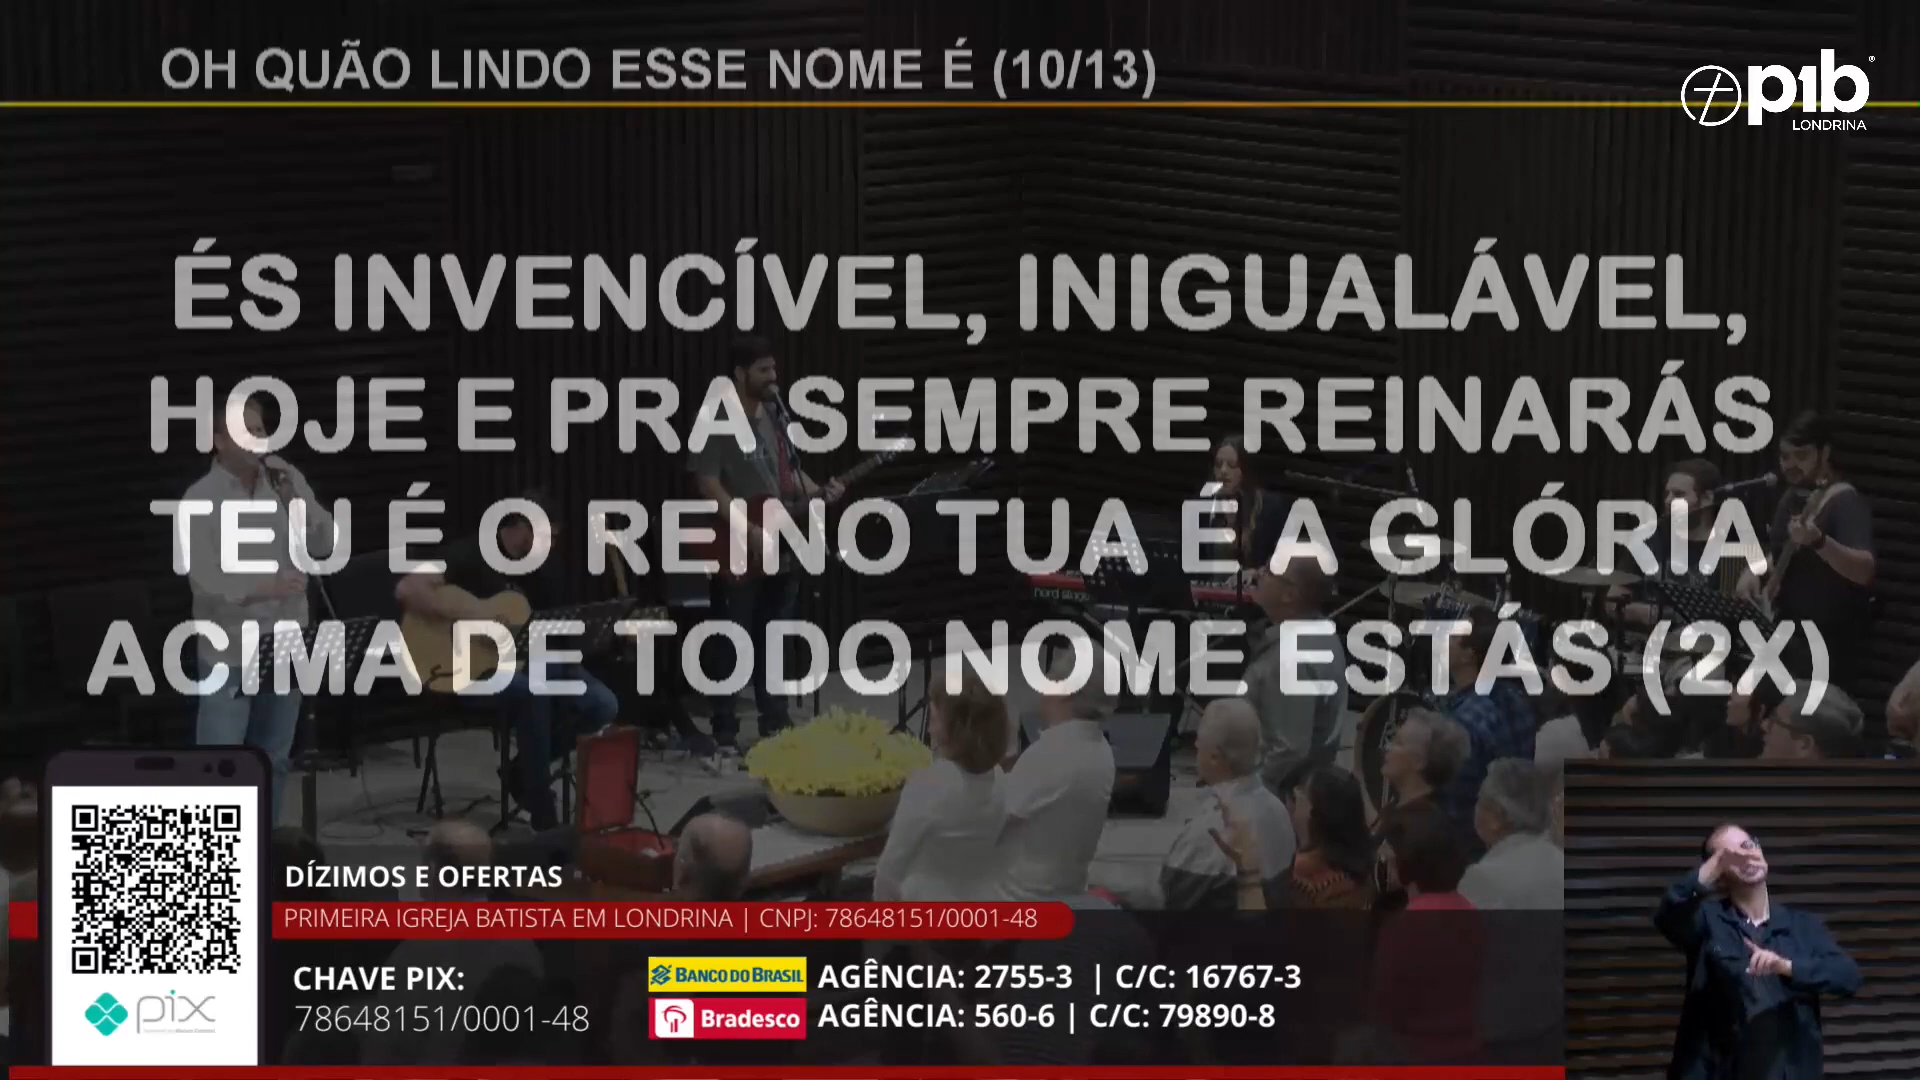 OH QUÃO LINDO ESSE NOME É (10/13)
p1b
LONDRINA
ÉS INVENCÍVEL, INIGUALÁVEL,
HOJE E PRA SEMPRE REINARÁS
TEU É O REINO TUA É A GLÓRIA
ACIMA DE TODO NOME ESTÁS (2X)
nord stage
DÍZIMOS E OFERTAS
PRIMEIRA IGREJA BATISTA EM LONDRINA | CNPJ: 78648151/0001-48
CHAVE PIX:
78648151/0001-48
BANCO DO BRASIL AGÊNCIA: 2755-3 | C/C: 16767-3
Bradesco AGÊNCIA: 560-6 | C/C: 79890-8
pix